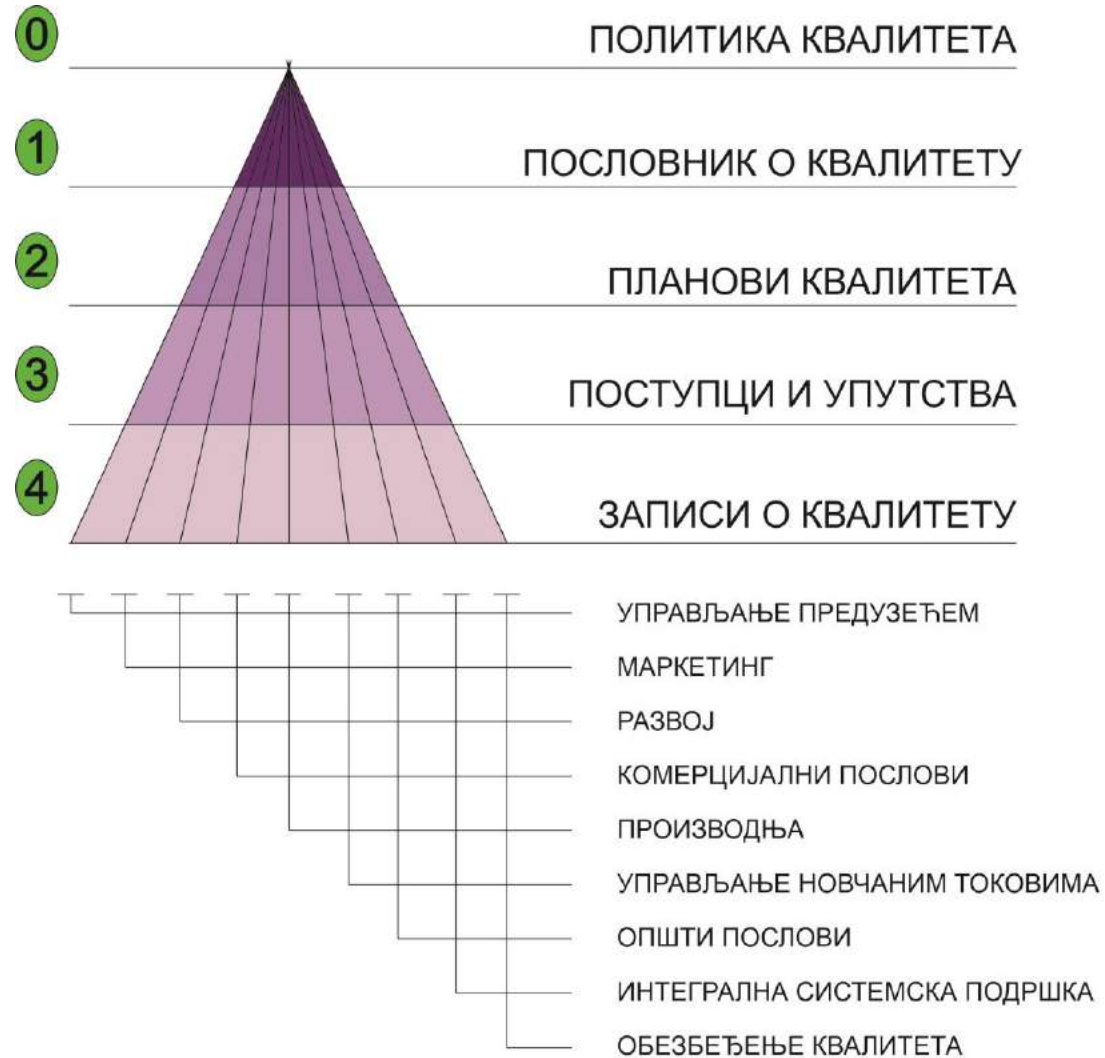 0 ПОЛИТИКА КВАЛИТЕТА
1 ПОСЛОВНИК О КВАЛИТЕТУ
2 ПЛАНОВИ КВАЛИТЕТА
3 ПОСТУПЦИ И УПУТСТВА
4 ЗАПИСИ О КВАЛИТЕТУ
УПРАВЉАЊЕ ПРЕДУЗЕЋЕМ
МАРКЕТИНГ
РАЗВОЈ
КОМЕРЦИЈАЛНИ ПОСЛОВИ
ПРОИЗВОДЊА
УПРАВЉАЊЕ НОВЧАНИМ ТОКОВИМА
ОПШТИ ПОСЛОВИ
ИНТЕГРАЛНА СИСТЕМСКА ПОДРШКА
ОБЕЗБЕЂЕЊЕ КВАЛИТЕТА